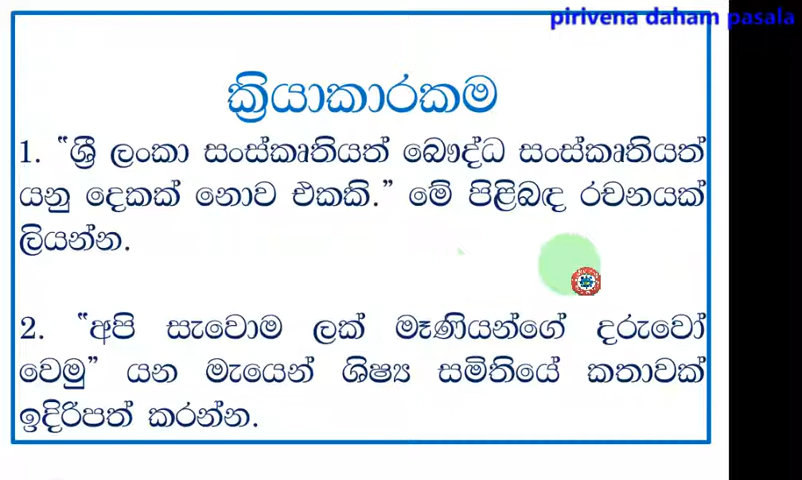 pirivena daham pasala
ක්‍රියාකාරකම
1. "ශ්‍රී ලංකා සංස්කෘතියත් බෞද්ධ සංස්කෘතියත්
යනු දෙකක් නොව එකකි." මේ පිළිබඳ රචනයක්
ලියන්න.
2. "අපි සැවොම ලක් මෑණියන්ගේ දරුවෝ
වෙමු" යන මැයෙන් ශිෂ්‍ය සමිතියේ කතාවක්
ඉදිරිපත් කරන්න.